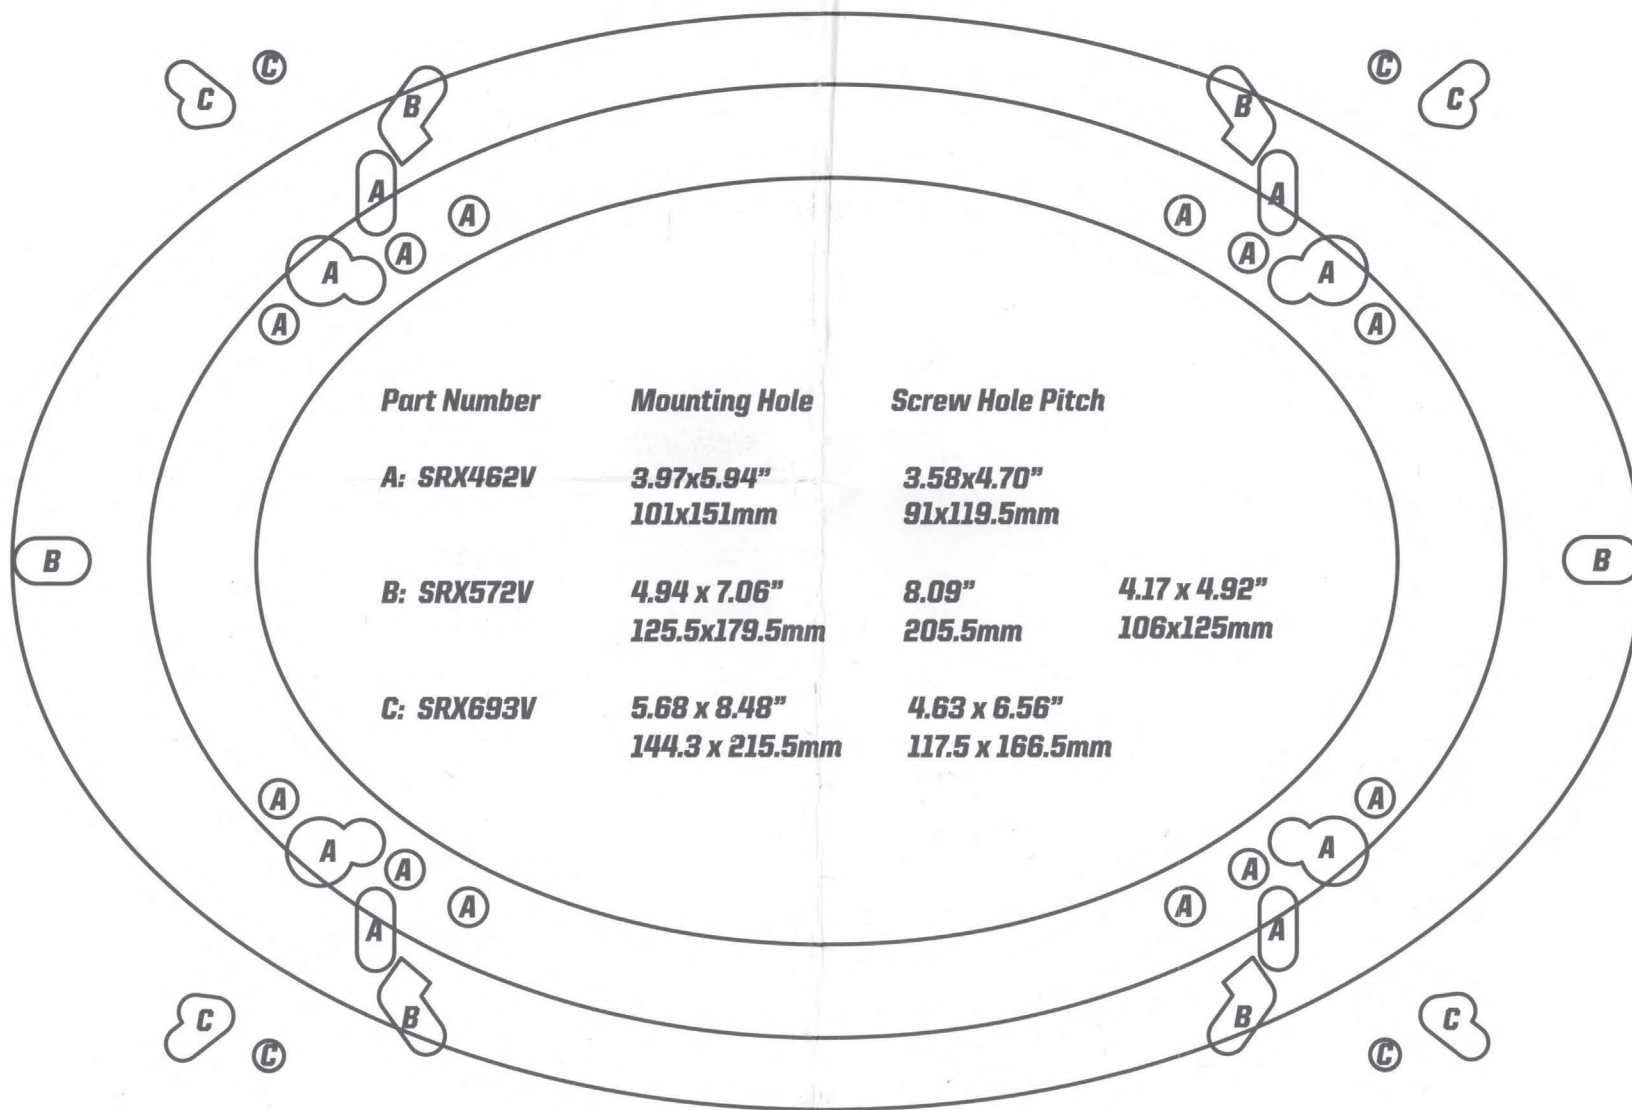 C C
C B B C
A A
A A
A A
A A
A A
Part Number Mounting Hole Screw Hole Pitch
A: SRX462V 3.97x5.94” 3.58x4.70”
101x151mm 91x119.5mm
B B
B: SRX572V 4.94 x 7.06” 8.09” 4.17 x 4.92”
125.5x179.5mm 205.5mm 106x125mm
C: SRX693V 5.68 x 8.48” 4.63 x 6.56”
144.3 x 215.5mm 117.5 x 166.5mm
A A
A A
A A
A A
A A
C B B C
C C